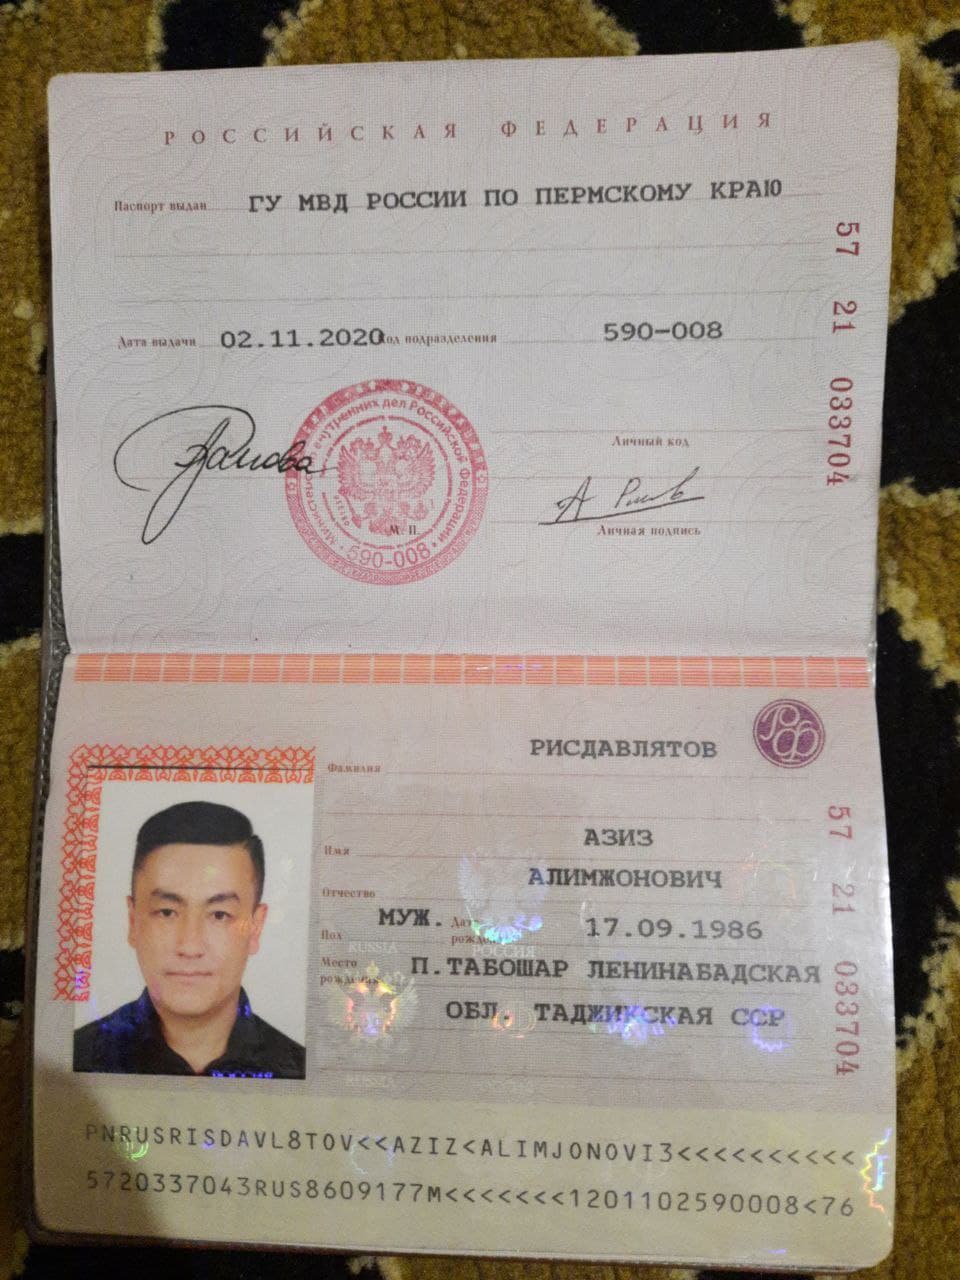 РОССИЙСКАЯ ФЕДЕРАЦИЯ
Паспорт выдан ГУ МВД РОССИИ ПО ПЕРМСКОМУ КРАЮ
Дата выдачи 02.11.2020 Код подразделения 590-008
57 21 033704
Министерство внутренних дел Российской Федерации
590-008
М. П.
Личный код
Личная подпись
РФ
Фамилия РИСДАВЛЯТОВ
Имя АЗИЗ
Отчество АЛИМЖОНОВИЧ
Пол МУЖ. Дата рождения 17.09.1986
Место рождения П.ТАБОШАР ЛЕНИНАБАДСКАЯ
ОБЛ. ТАДЖИКСКАЯ ССР
57 21 033704
RUSSIA
РОССИЯ
PNRUSRISDAVL8TOV<<AZIZ<ALIMJONOVI3<<<<<<<<<<
5720337043RUS8609177M<<<<<<<1201102590008<76